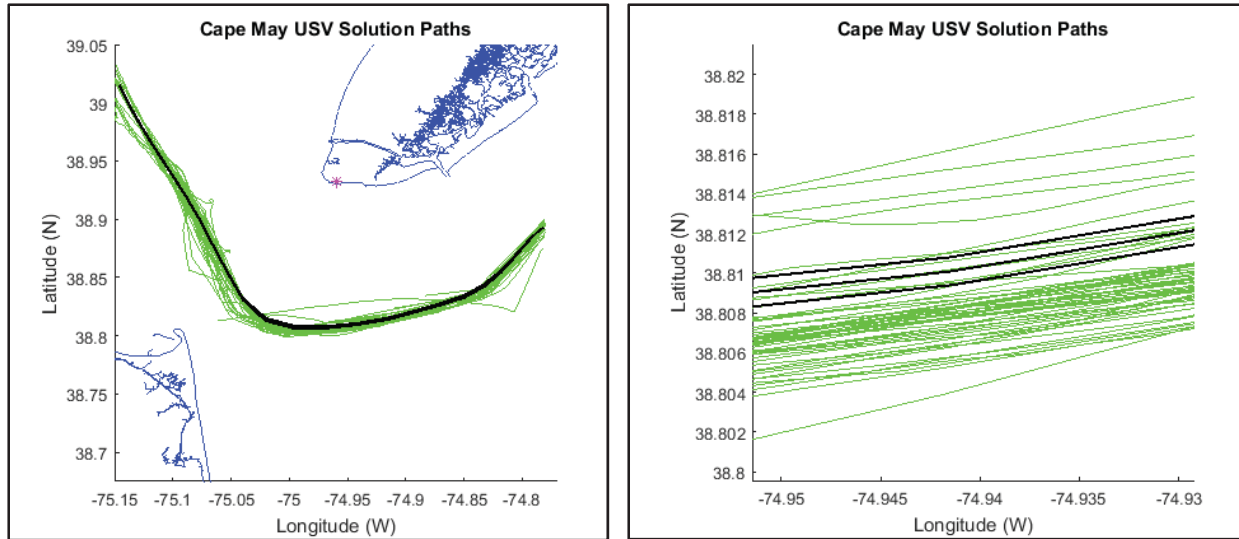 Cape May USV Solution Paths
39.05
39
38.95
38.9
38.85
38.8
38.75
38.7
Latitude (N)
-75.15 -75.1 -75.05 -75 -74.95 -74.9 -74.85 -74.8
Longitude (W)
Cape May USV Solution Paths
38.82
38.818
38.816
38.814
38.812
38.81
38.808
38.806
38.804
38.802
38.8
Latitude (N)
-74.95 -74.945 -74.94 -74.935 -74.93
Longitude (W)